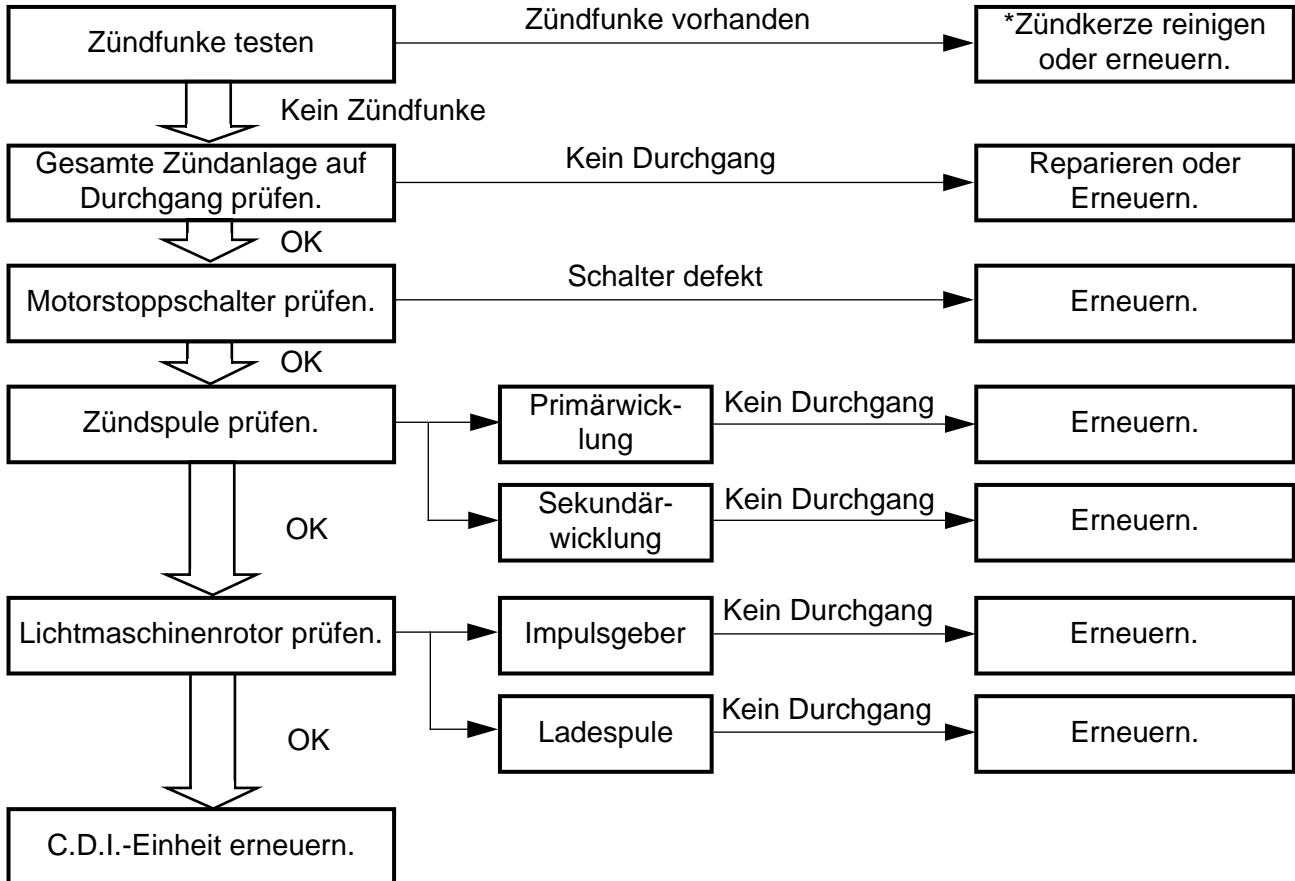 Zündfunke testen
Zündfunke vorhanden
*Zündkerze reinigen
oder erneuern.
Kein Zündfunke
Gesamte Zündanlage auf
Durchgang prüfen.
Kein Durchgang
Reparieren oder
Erneuern.
OK
Motorstoppschalter prüfen.
Schalter defekt
Erneuern.
OK
Zündspule prüfen.
Primärwick-
lung
Kein Durchgang
Erneuern.
Sekundär-
wicklung
Kein Durchgang
Erneuern.
OK
Lichtmaschinenrotor prüfen.
Impulsgeber
Kein Durchgang
Erneuern.
Ladespule
Kein Durchgang
Erneuern.
OK
C.D.I.-Einheit erneuern.